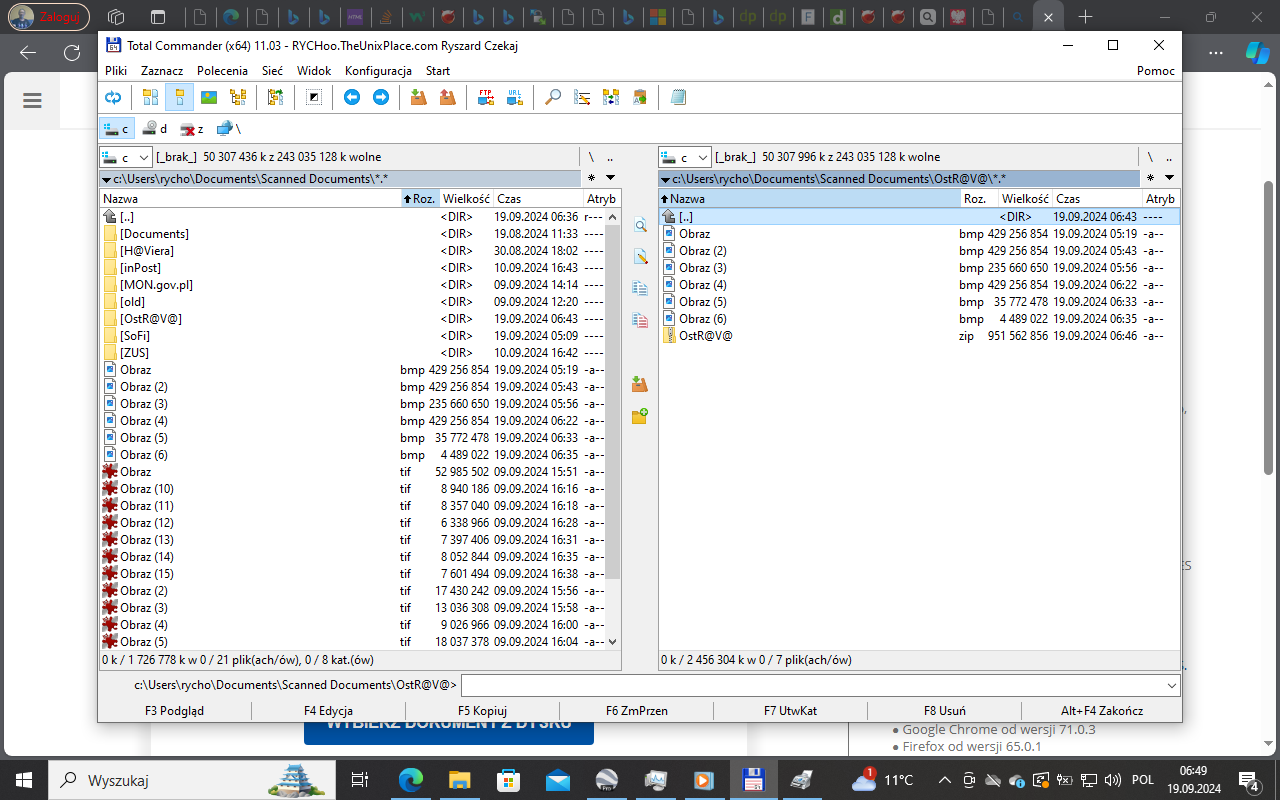 Zaloguj
Total Commander (x64) 11.03 - RYCHoo.TheUnixPlace.com Ryszard Czekaj
Pliki Zaznacz Polecenia Sieć Widok Konfiguracja Start Pomoc
FTP URL
c d z \
c [_brak_] 50 307 436 k z 243 035 128 k wolne \ ..
c:\Users\rycho\Documents\Scanned Documents\*.* * 
Nazwa Roz. Wielkość Czas Atryb
[..] <DIR> 19.09.2024 06:36 r---
[Documents] <DIR> 19.08.2024 11:33 ----
[H@Viera] <DIR> 30.08.2024 18:02 ----
[inPost] <DIR> 10.09.2024 16:43 ----
[MON.gov.pl] <DIR> 09.09.2024 14:14 ----
[old] <DIR> 09.09.2024 12:20 ----
[OstR@V@] <DIR> 19.09.2024 06:43 ----
[SoFi] <DIR> 19.09.2024 05:09 ----
[ZUS] <DIR> 10.09.2024 16:42 ----
Obraz bmp 429 256 854 19.09.2024 05:19 -a--
Obraz (2) bmp 429 256 854 19.09.2024 05:43 -a--
Obraz (3) bmp 235 660 650 19.09.2024 05:56 -a--
Obraz (4) bmp 429 256 854 19.09.2024 06:22 -a--
Obraz (5) bmp 35 772 478 19.09.2024 06:33 -a--
Obraz (6) bmp 4 489 022 19.09.2024 06:35 -a--
Obraz tif 52 985 502 09.09.2024 15:51 -a--
Obraz (10) tif 8 940 186 09.09.2024 16:16 -a--
Obraz (11) tif 8 357 040 09.09.2024 16:18 -a--
Obraz (12) tif 6 338 966 09.09.2024 16:28 -a--
Obraz (13) tif 7 397 406 09.09.2024 16:31 -a--
Obraz (14) tif 8 052 844 09.09.2024 16:35 -a--
Obraz (15) tif 7 601 494 09.09.2024 16:38 -a--
Obraz (2) tif 17 430 242 09.09.2024 15:56 -a--
Obraz (3) tif 13 036 308 09.09.2024 15:58 -a--
Obraz (4) tif 9 026 966 09.09.2024 16:00 -a--
Obraz (5) tif 18 037 378 09.09.2024 16:04 -a--
0 k / 1 726 778 k w 0 / 21 plik(ach/ów), 0 / 8 kat.(ów)
c [_brak_] 50 307 996 k z 243 035 128 k wolne \ ..
c:\Users\rycho\Documents\Scanned Documents\OstR@V@\*.* *
Nazwa Roz. Wielkość Czas Atryb
[..] <DIR> 19.09.2024 06:43 ----
Obraz bmp 429 256 854 19.09.2024 05:19 -a--
Obraz (2) bmp 429 256 854 19.09.2024 05:43 -a--
Obraz (3) bmp 235 660 650 19.09.2024 05:56 -a--
Obraz (4) bmp 429 256 854 19.09.2024 06:22 -a--
Obraz (5) bmp 35 772 478 19.09.2024 06:33 -a--
Obraz (6) bmp 4 489 022 19.09.2024 06:35 -a--
OstR@V@ zip 951 562 856 19.09.2024 06:46 -a--
0 k / 2 456 304 k w 0 / 7 plik(ach/ów)
c:\Users\rycho\Documents\Scanned Documents\OstR@V@>
F3 Podgląd F4 Edycja F5 Kopiuj F6 ZmPrzen F7 UtwKat F8 Usuń Alt+F4 Zakończ
WYBIERZ DOKUMENT Z DYSKU
● Google Chrome od wersji 71.0.3
● Firefox od wersji 65.0.1
Wyszukaj
1 11°C POL
06:49
19.09.2024
4